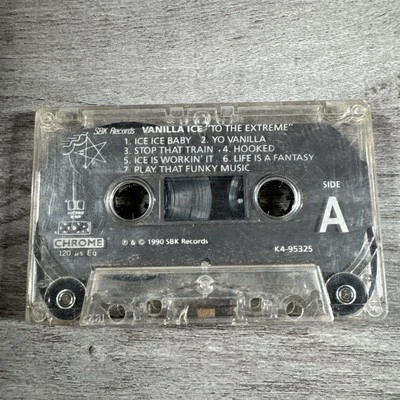 SBK Records VANILLA ICE "TO THE EXTREME"
1. ICE ICE BABY 2. YO VANILLA
3. STOP THAT TRAIN 4. HOOKED
5. ICE IS WORKIN' IT 6. LIFE IS A FANTASY
7. PLAY THAT FUNKY MUSIC
SIDE
A
XDR
CHROME
120 µs Eq
℗ & © 1990 SBK Records
K4-95325